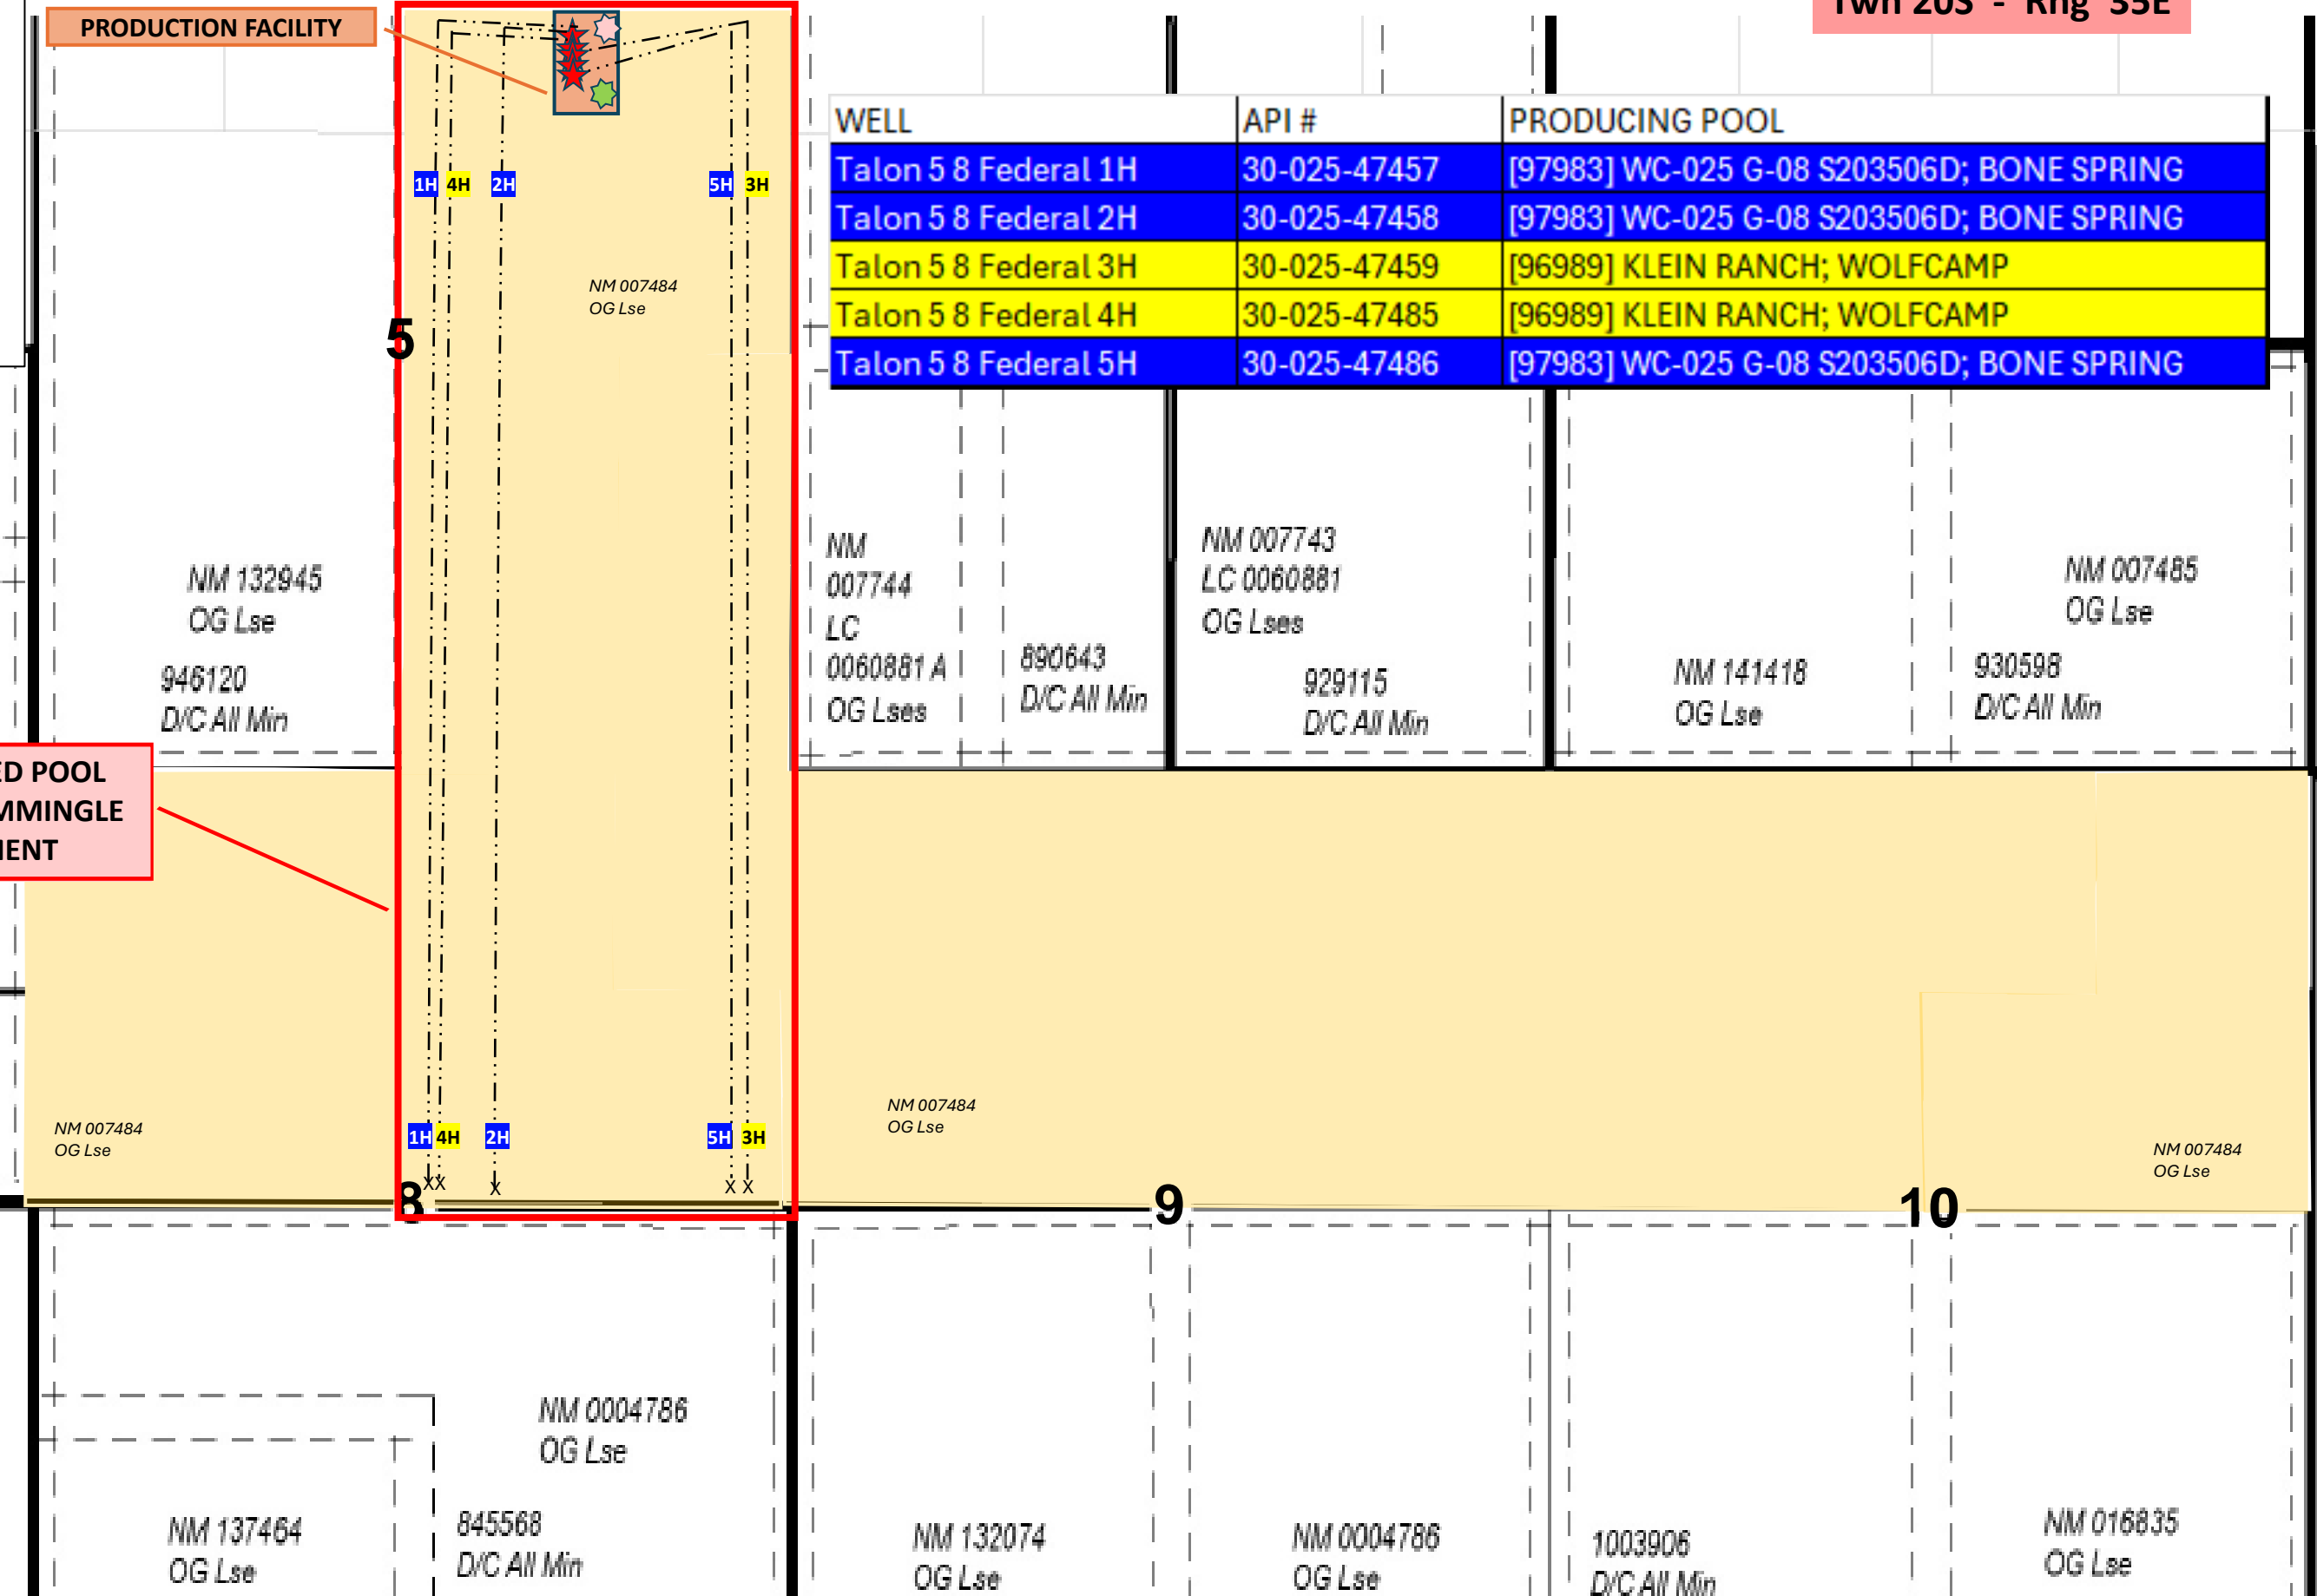 Twn 20S - Rng 35E
PRODUCTION FACILITY
WELL API # PRODUCING POOL
Talon 5 8 Federal 1H 30-025-47457 [97983] WC-025 G-08 S203506D; BONE SPRING
Talon 5 8 Federal 2H 30-025-47458 [97983] WC-025 G-08 S203506D; BONE SPRING
Talon 5 8 Federal 3H 30-025-47459 [96989] KLEIN RANCH; WOLFCAMP
Talon 5 8 Federal 4H 30-025-47485 [96989] KLEIN RANCH; WOLFCAMP
Talon 5 8 Federal 5H 30-025-47486 [97983] WC-025 G-08 S203506D; BONE SPRING
1H 4H 2H 5H 3H
NM 007484
OG Lse
5
NM 132945
OG Lse
946120
D/C All Min
NM
007744
LC
0060881 A
OG Lses
890643
D/C All Min
NM 007743
LC 0060881
OG Lses
929115
D/C All Min
NM 141418
OG Lse
NM 007485
OG Lse
930598
D/C All Min
ED POOL
MMINGLE
MENT
NM 007484
OG Lse
1H 4H 2H 5H 3H
XX X X X
NM 007484
OG Lse
NM 007484
OG Lse
8 9 10
NM 0004786
OG Lse
NM 137464
OG Lse
845568
D/C All Min
NM 132074
OG Lse
NM 0004786
OG Lse
1003906
D/C All Min
NM 016835
OG Lse